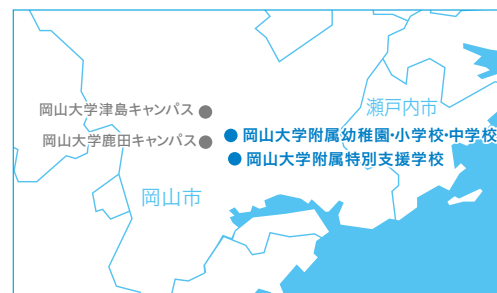 岡山大学津島キャンパス
瀬戸内市
岡山大学鹿田キャンパス
岡山大学附属幼稚園・小学校・中学校
岡山大学附属特別支援学校
岡山市